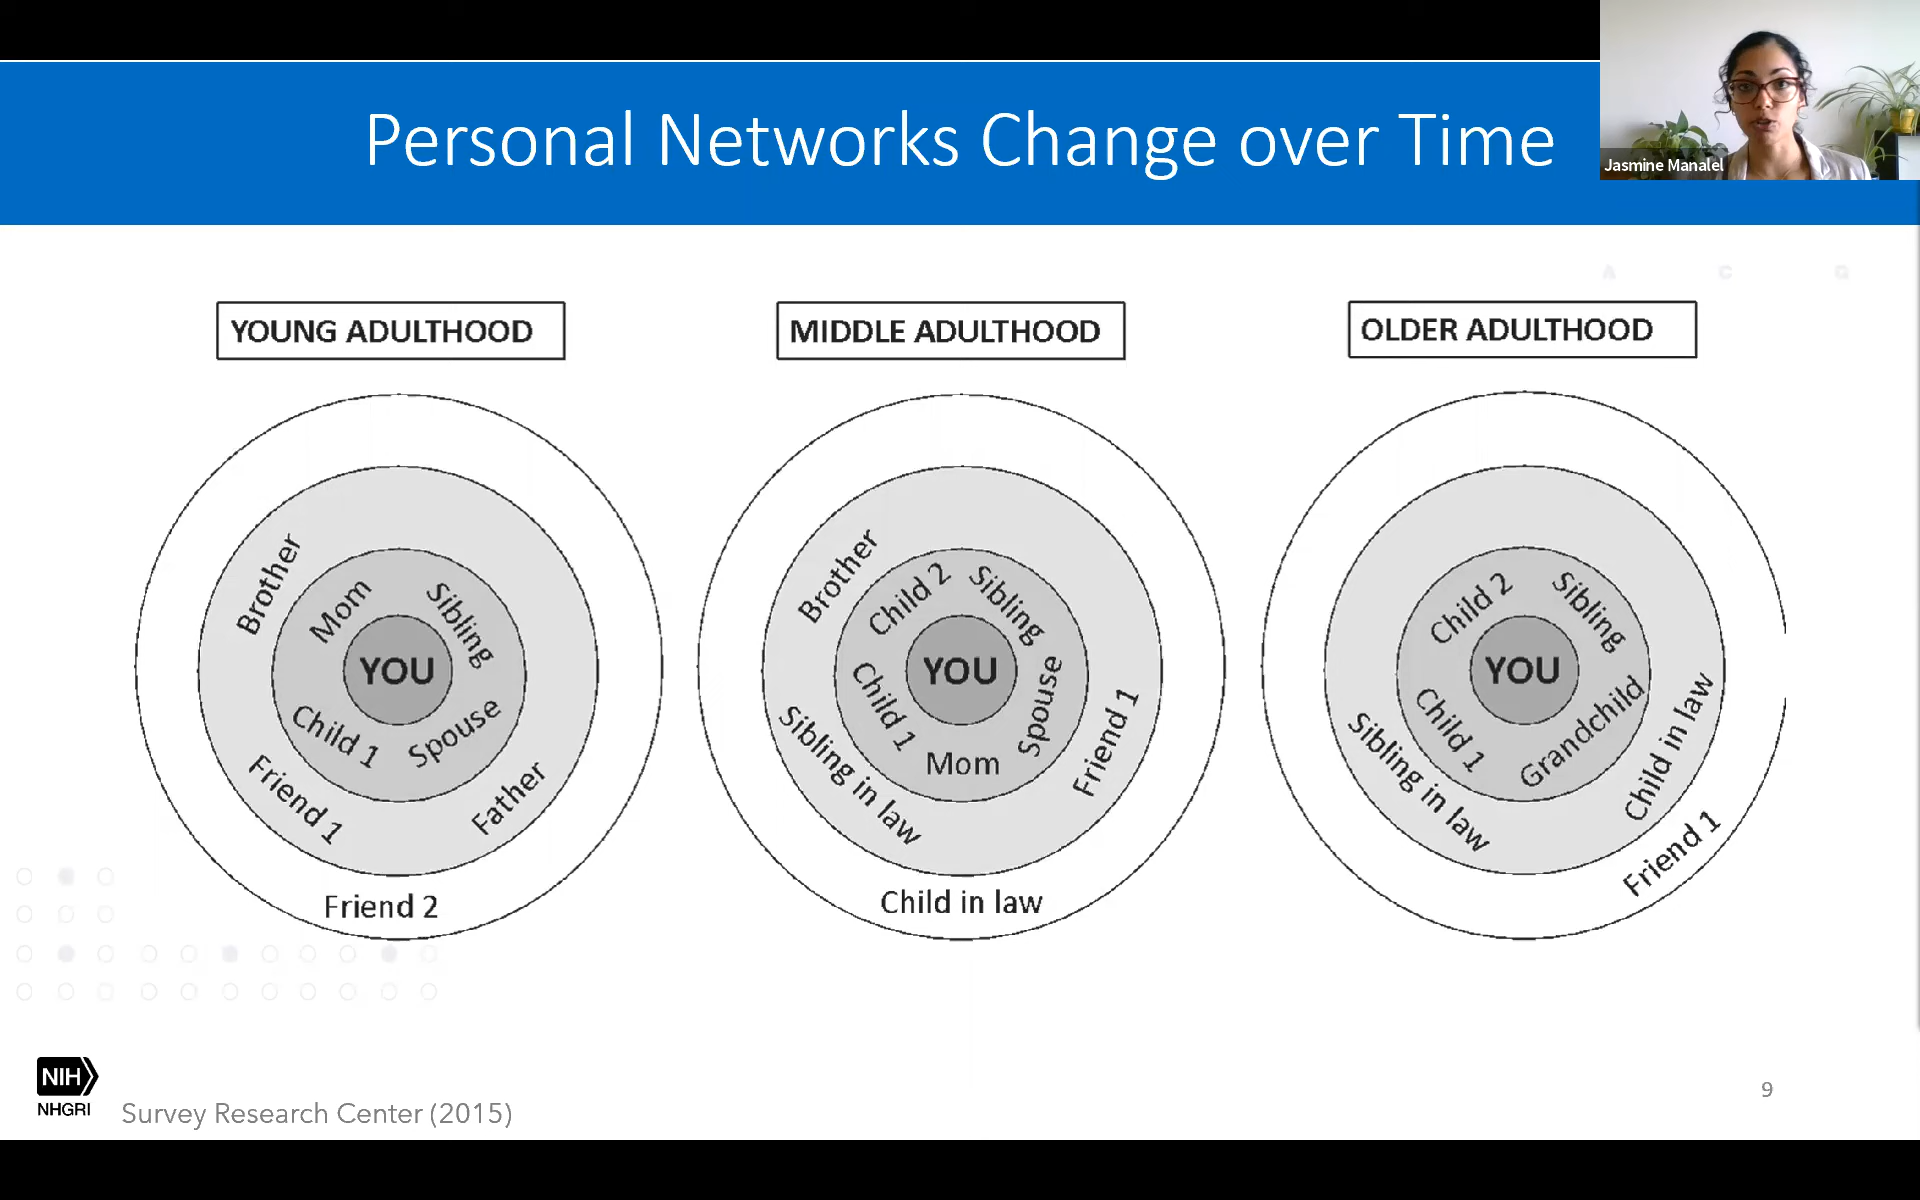 Personal Networks Change over Time
Jasmine Manalel
A C G
YOUNG ADULTHOOD
Brother
Mom
Sibling
YOU
Child 1
Spouse
Friend 1
Father
Friend 2
MIDDLE ADULTHOOD
Brother
Child 2
Sibling
YOU
Child 1
Spouse
Mom
Sibling in law
Friend 1
Child in law
OLDER ADULTHOOD
Child 2
Sibling
YOU
Child 1
Grandchild
Sibling in law
Child in law
Friend 1
NIH
NHGRI
Survey Research Center (2015)
9